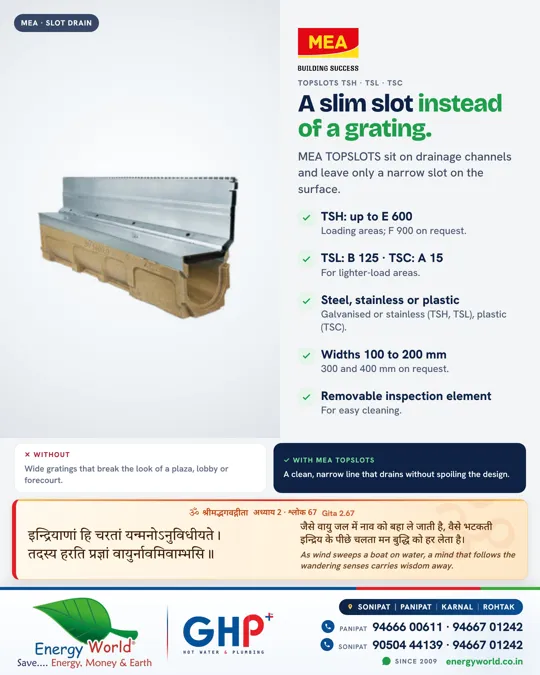 MEA · SLOT DRAIN
MEA
BUILDING SUCCESS
TOPSLOTS TSH · TSL · TSC
A slim slot instead
of a grating.
MEA TOPSLOTS sit on drainage channels
and leave only a narrow slot on the
surface.
✓ TSH: up to E 600
Loading areas; F 900 on request.
✓ TSL: B 125 · TSC: A 15
For lighter-load areas.
✓ Steel, stainless or plastic
Galvanised or stainless (TSH, TSL), plastic
(TSC).
✓ Widths 100 to 200 mm
300 and 400 mm on request.
✓ Removable inspection element
For easy cleaning.
✕ WITHOUT
Wide gratings that break the look of a plaza, lobby or
forecourt.
✓ WITH MEA TOPSLOTS
A clean, narrow line that drains without spoiling the design.
ॐ श्रीमद्भगवद्गीता अध्याय 2 · श्लोक 67 Gita 2.67
इन्द्रियाणां हि चरतां यन्मनोऽनुविधीयते ।
तदस्य हरति प्रज्ञां वायुर्नावमिवाम्भसि ॥
जैसे वायु जल में नाव को बहा ले जाती है, वैसे भटकती
इन्द्रिय के पीछे चलता मन बुद्धि को हर लेता है।
As wind sweeps a boat on water, a mind that follows the
wandering senses carries wisdom away.
Energy World®
Save.... Energy, Money & Earth
GHP+
HOT WATER & PLUMBING
SONIPAT | PANIPAT | KARNAL | ROHTAK
PANIPAT 94666 00611 · 94667 01242
SONIPAT 90504 44139 · 94667 01242
SINCE 2009 energyworld.co.in